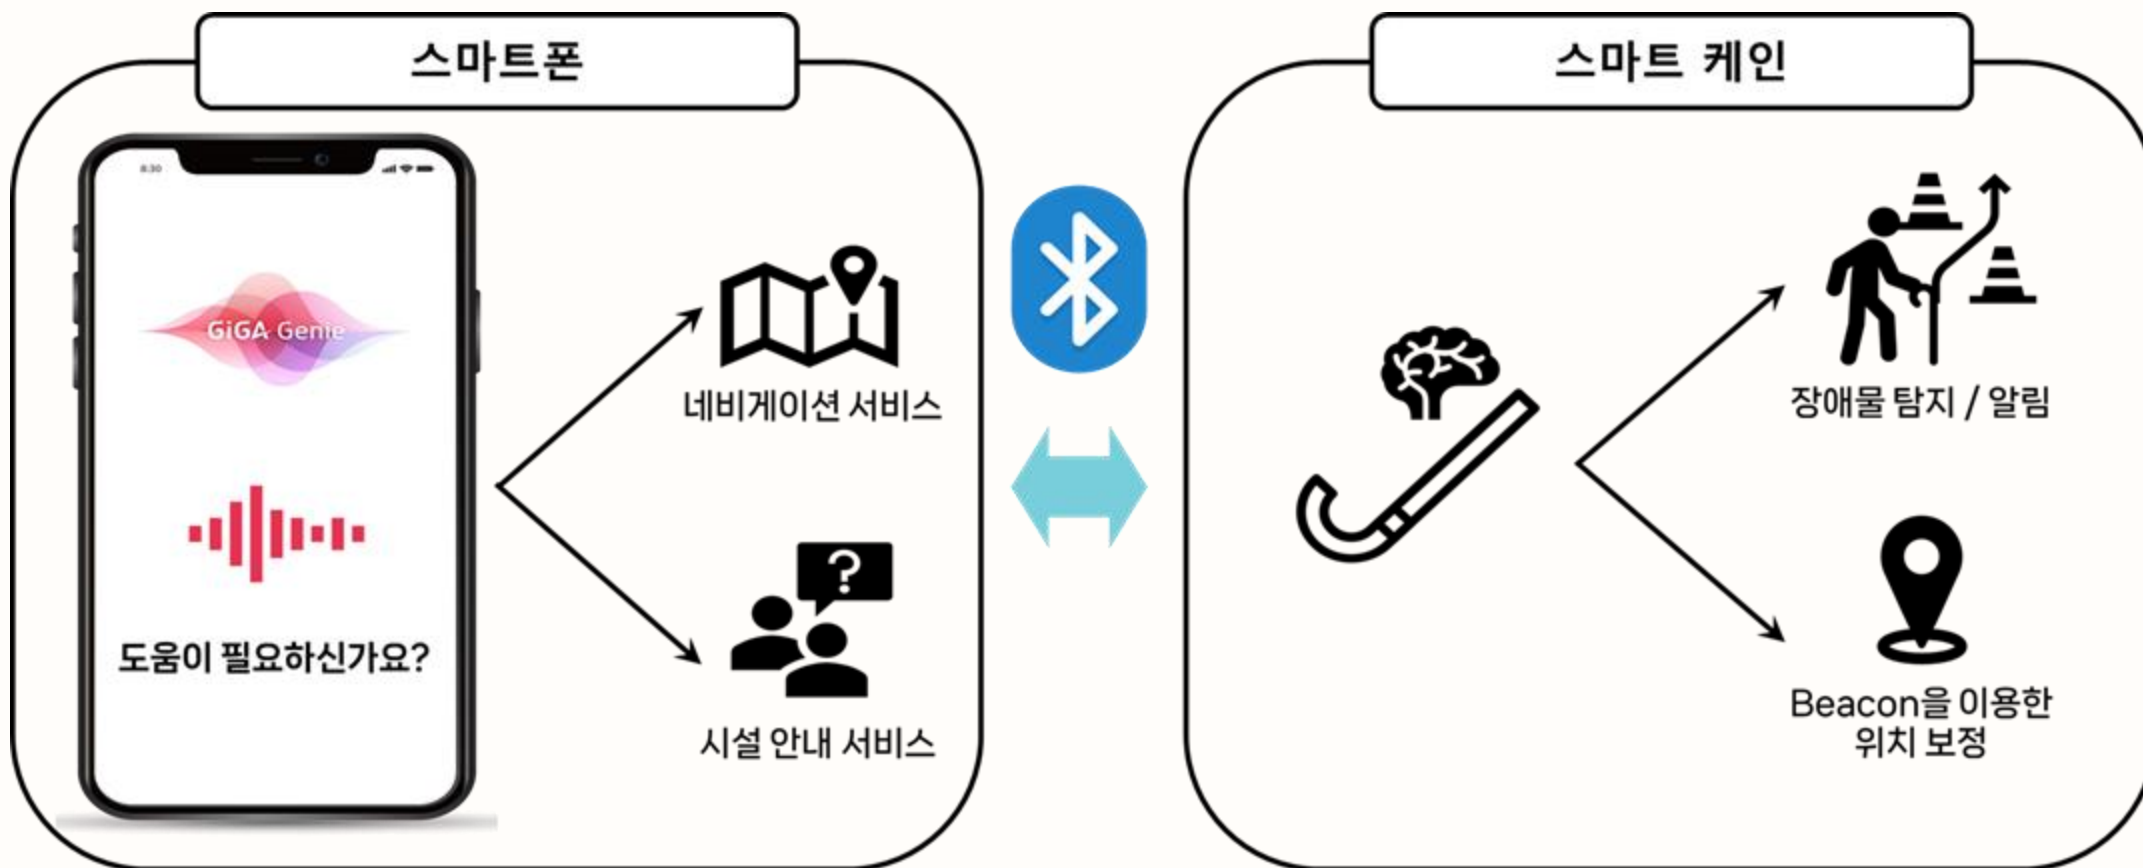 스마트폰
8:30
GiGA Genie
도움이 필요하신가요?
네비게이션 서비스
?
시설 안내 서비스
스마트 케인
장애물 탐지 / 알림
Beacon을 이용한
위치 보정